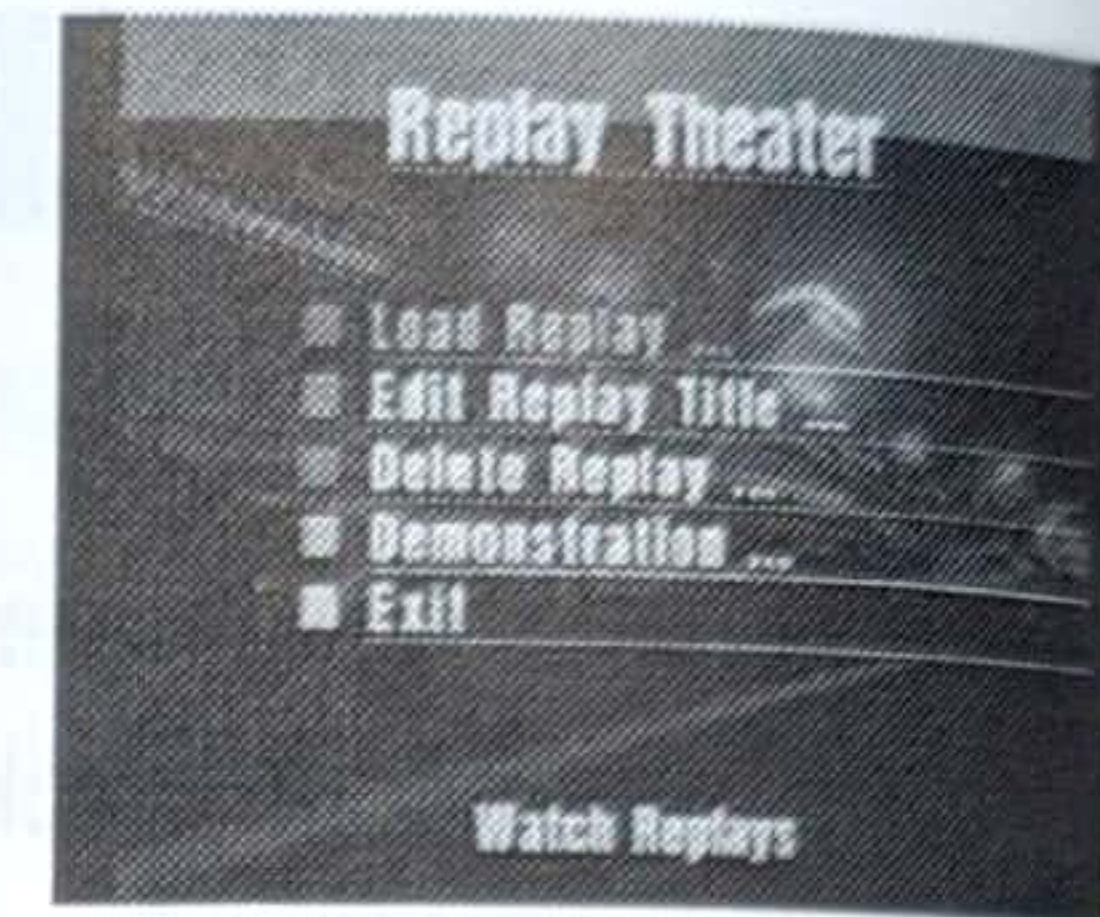 Replay Theater
Load Replay ...
Edit Replay Title ...
Delete Replay ...
Demonstration ...
Exit
Watch Replays